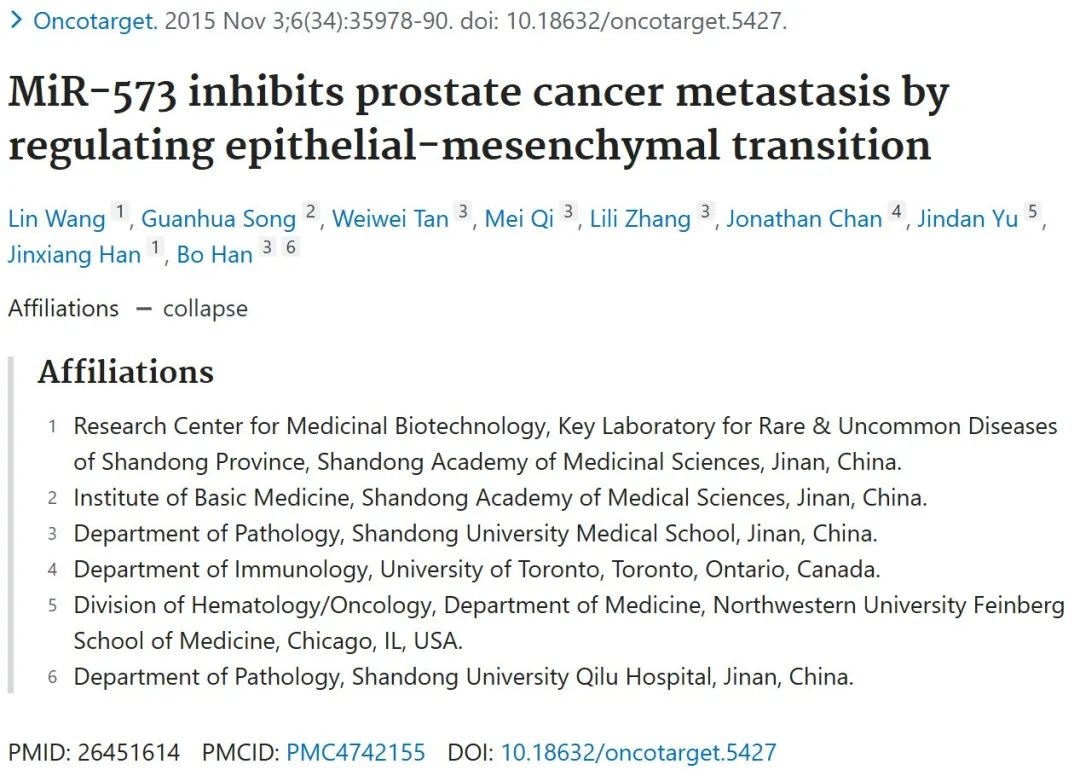 > Oncotarget. 2015 Nov 3;6(34):35978-90. doi: 10.18632/oncotarget.5427.
MiR-573 inhibits prostate cancer metastasis by
regulating epithelial-mesenchymal transition
Lin Wang 1, Guanhua Song 2, Weiwei Tan 3, Mei Qi 3, Lili Zhang 3, Jonathan Chan 4, Jindan Yu 5,
Jinxiang Han 1, Bo Han 3 6
Affiliations — collapse
Affiliations
1 Research Center for Medicinal Biotechnology, Key Laboratory for Rare & Uncommon Diseases
of Shandong Province, Shandong Academy of Medicinal Sciences, Jinan, China.
2 Institute of Basic Medicine, Shandong Academy of Medical Sciences, Jinan, China.
3 Department of Pathology, Shandong University Medical School, Jinan, China.
4 Department of Immunology, University of Toronto, Toronto, Ontario, Canada.
5 Division of Hematology/Oncology, Department of Medicine, Northwestern University Feinberg
School of Medicine, Chicago, IL, USA.
6 Department of Pathology, Shandong University Qilu Hospital, Jinan, China.
PMID: 26451614 PMCID: PMC4742155 DOI: 10.18632/oncotarget.5427